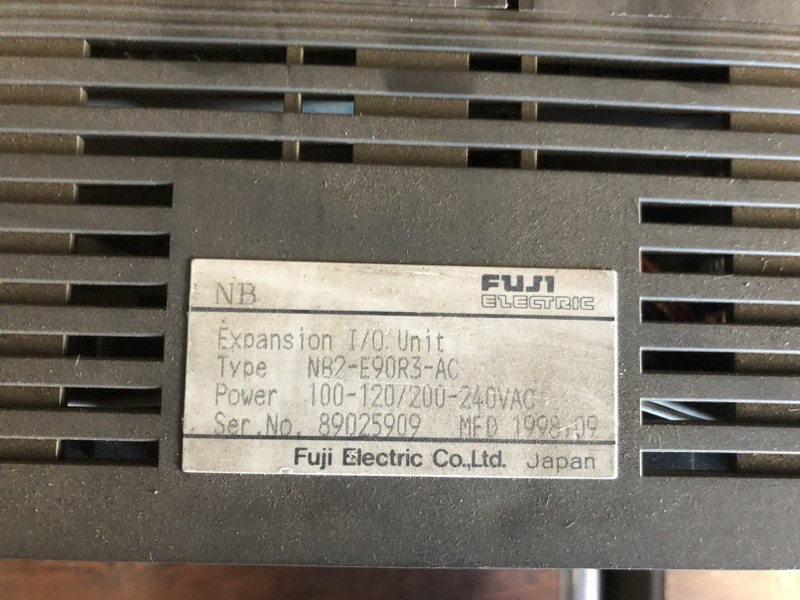 NB
FUJI
ELECTRIC
Expansion I/O Unit
Type NB2-E90R3-AC
Power 100-120/200-240VAC
Ser.No. 89025909 MFD 1998.09
Fuji Electric Co.,Ltd. Japan